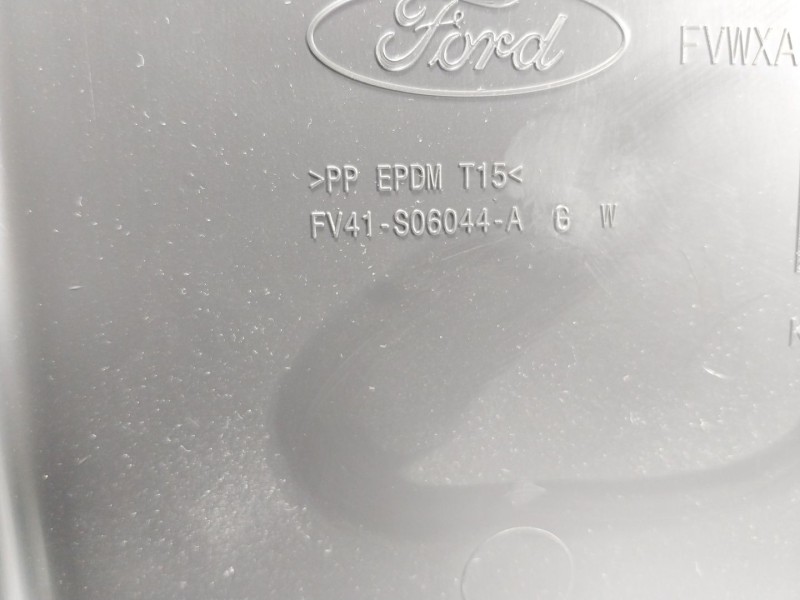 Ford
FVWXA
>PP EPDM T15<
FV41-S06044-A G W